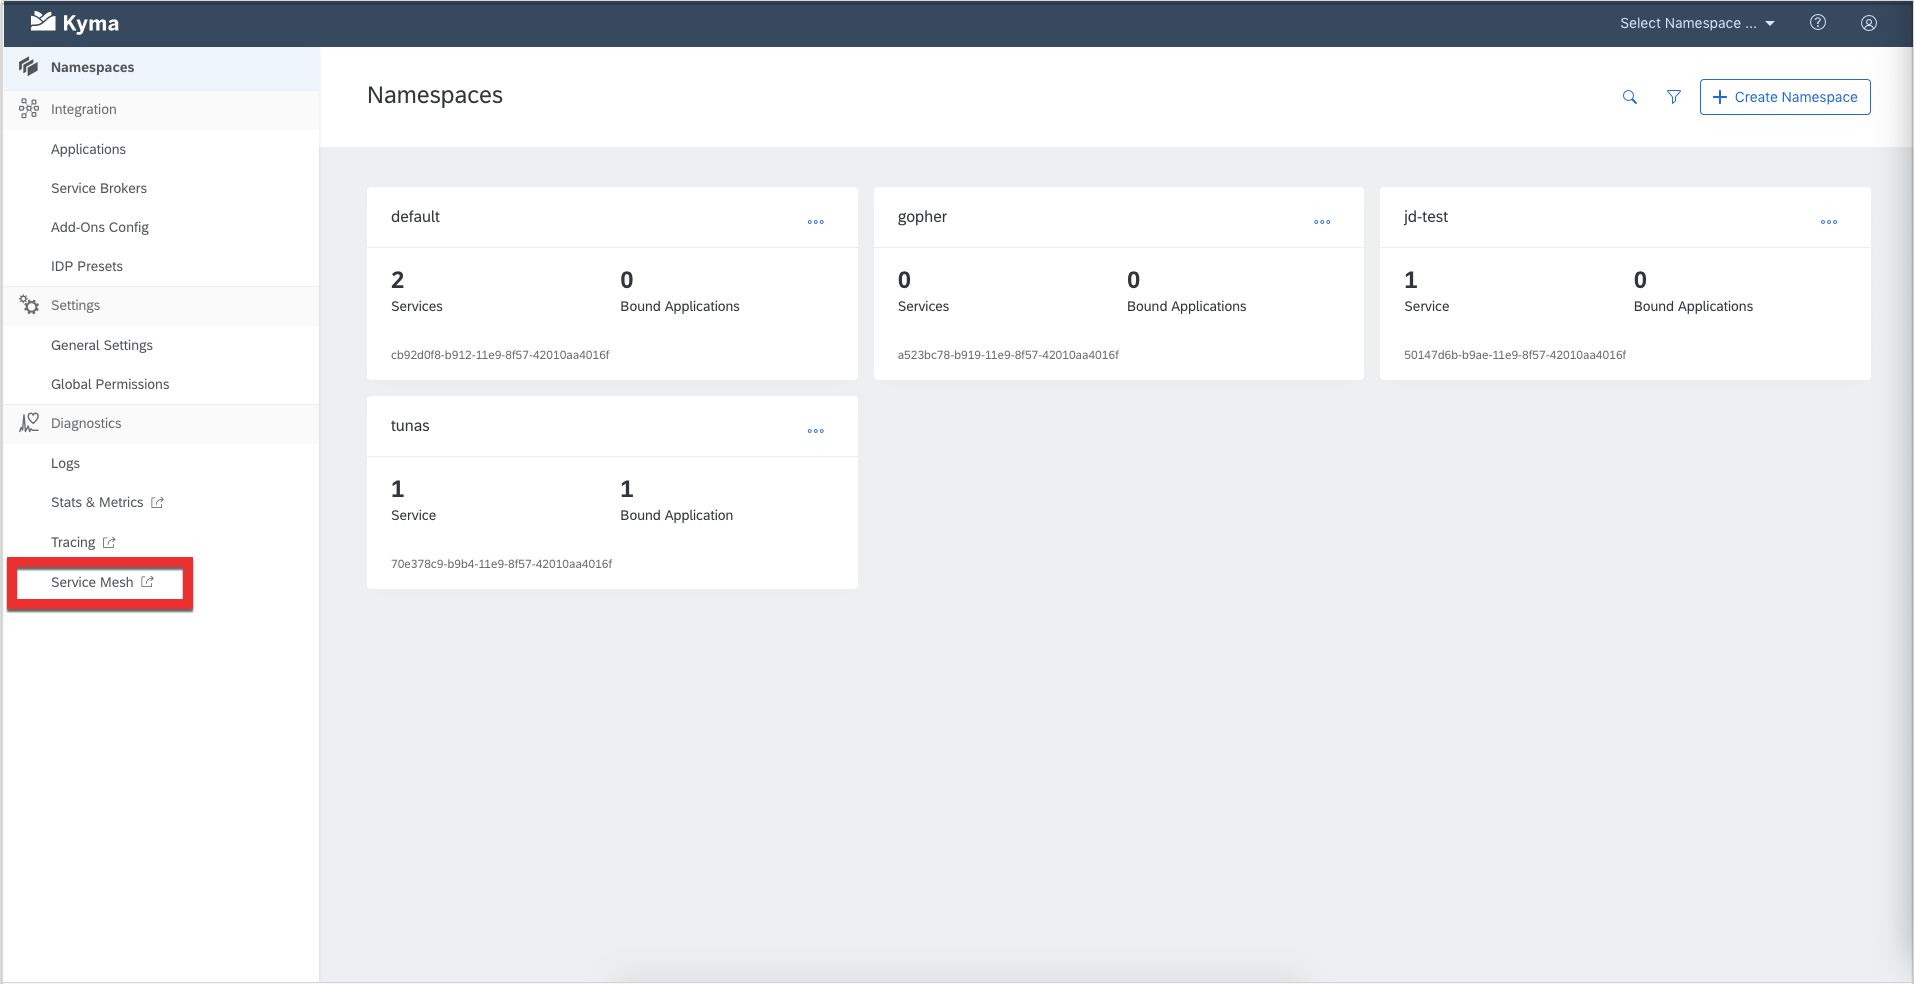 Kyma
Select Namespace ...
Namespaces
Integration
Applications
Service Brokers
Add-Ons Config
IDP Presets
Settings
General Settings
Global Permissions
Diagnostics
Logs
Stats & Metrics
Tracing
Service Mesh
Namespaces
Create Namespace
default
2
Services
0
Bound Applications
cb92d0f8-b912-11e9-8f57-42010aa4016f
gopher
0
Services
0
Bound Applications
a523bc78-b919-11e9-8f57-42010aa4016f
jd-test
1
Service
0
Bound Applications
50147d6b-b9ae-11e9-8f57-42010aa4016f
tunas
1
Service
1
Bound Application
70e378c9-b9b4-11e9-8f57-42010aa4016f